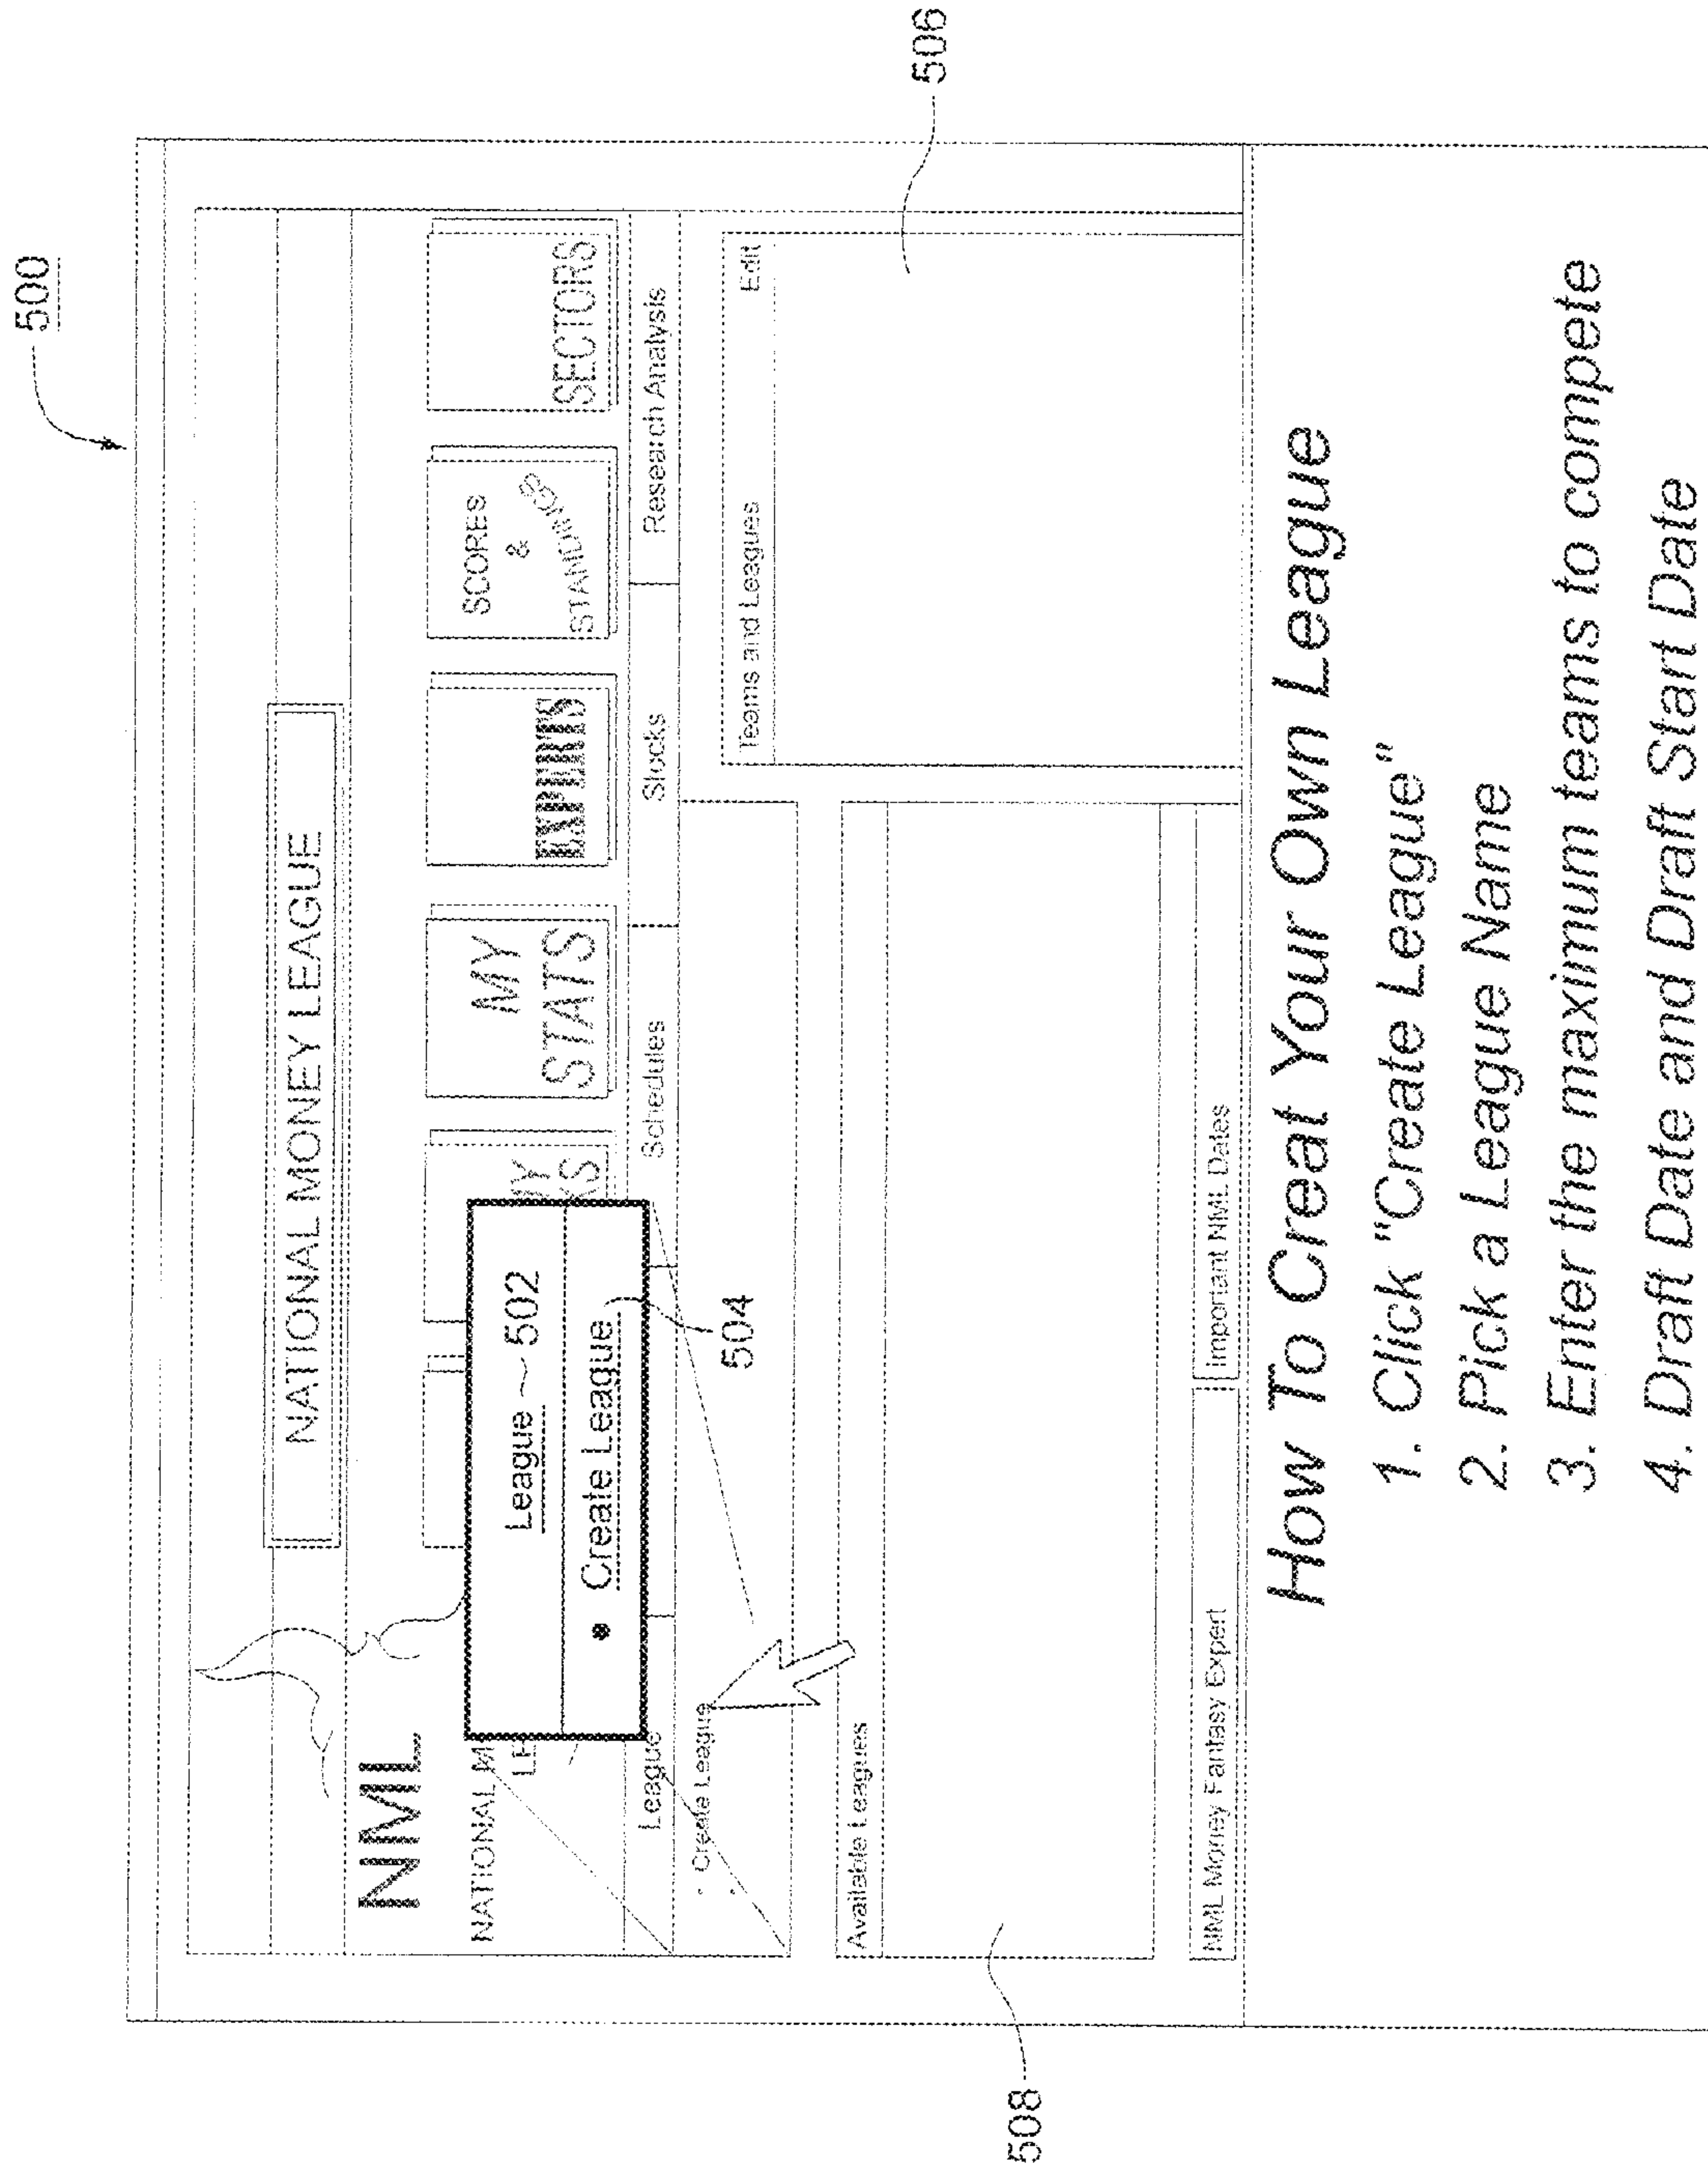 500
NATIONAL MONEY LEAGUE
NML
NATIONAL M
LE
MY
STATS
EXPERTS
SCORES
&
STANDINGS
SECTORS
League ~ 502
• Create League
504
League
Schedules
Stocks
Research Analysis
Create League
Teams and Leagues
Edit
506
Available Leagues
508
NML Money Fantasy Expert
Important NML Dates
How To Creat Your Own League
1. Click "Create League"
2. Pick a League Name
3. Enter the maximum teams to compete
4. Draft Date and Draft Start Date